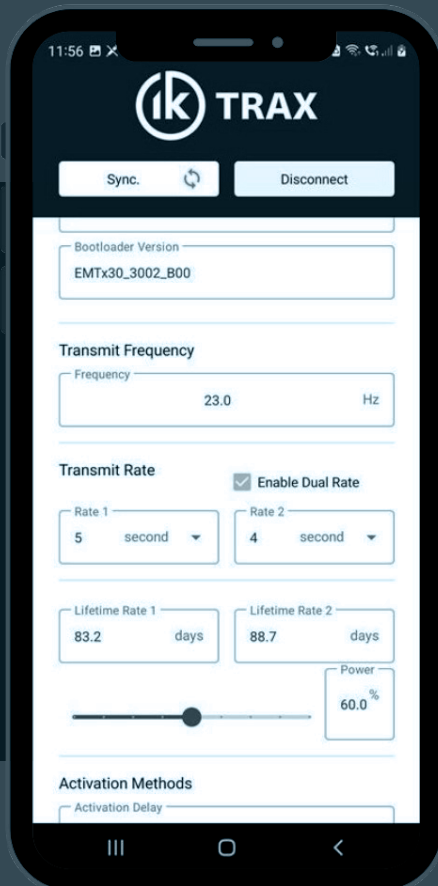 11:56
ik TRAX
Sync. Disconnect
Bootloader Version
EMTx30_3002_B00
Transmit Frequency
Frequency
23.0 Hz
Transmit Rate Enable Dual Rate
Rate 1 Rate 2
5 second 4 second
Lifetime Rate 1 Lifetime Rate 2
83.2 days 88.7 days
Power
60.0 %
Activation Methods
Activation Delay